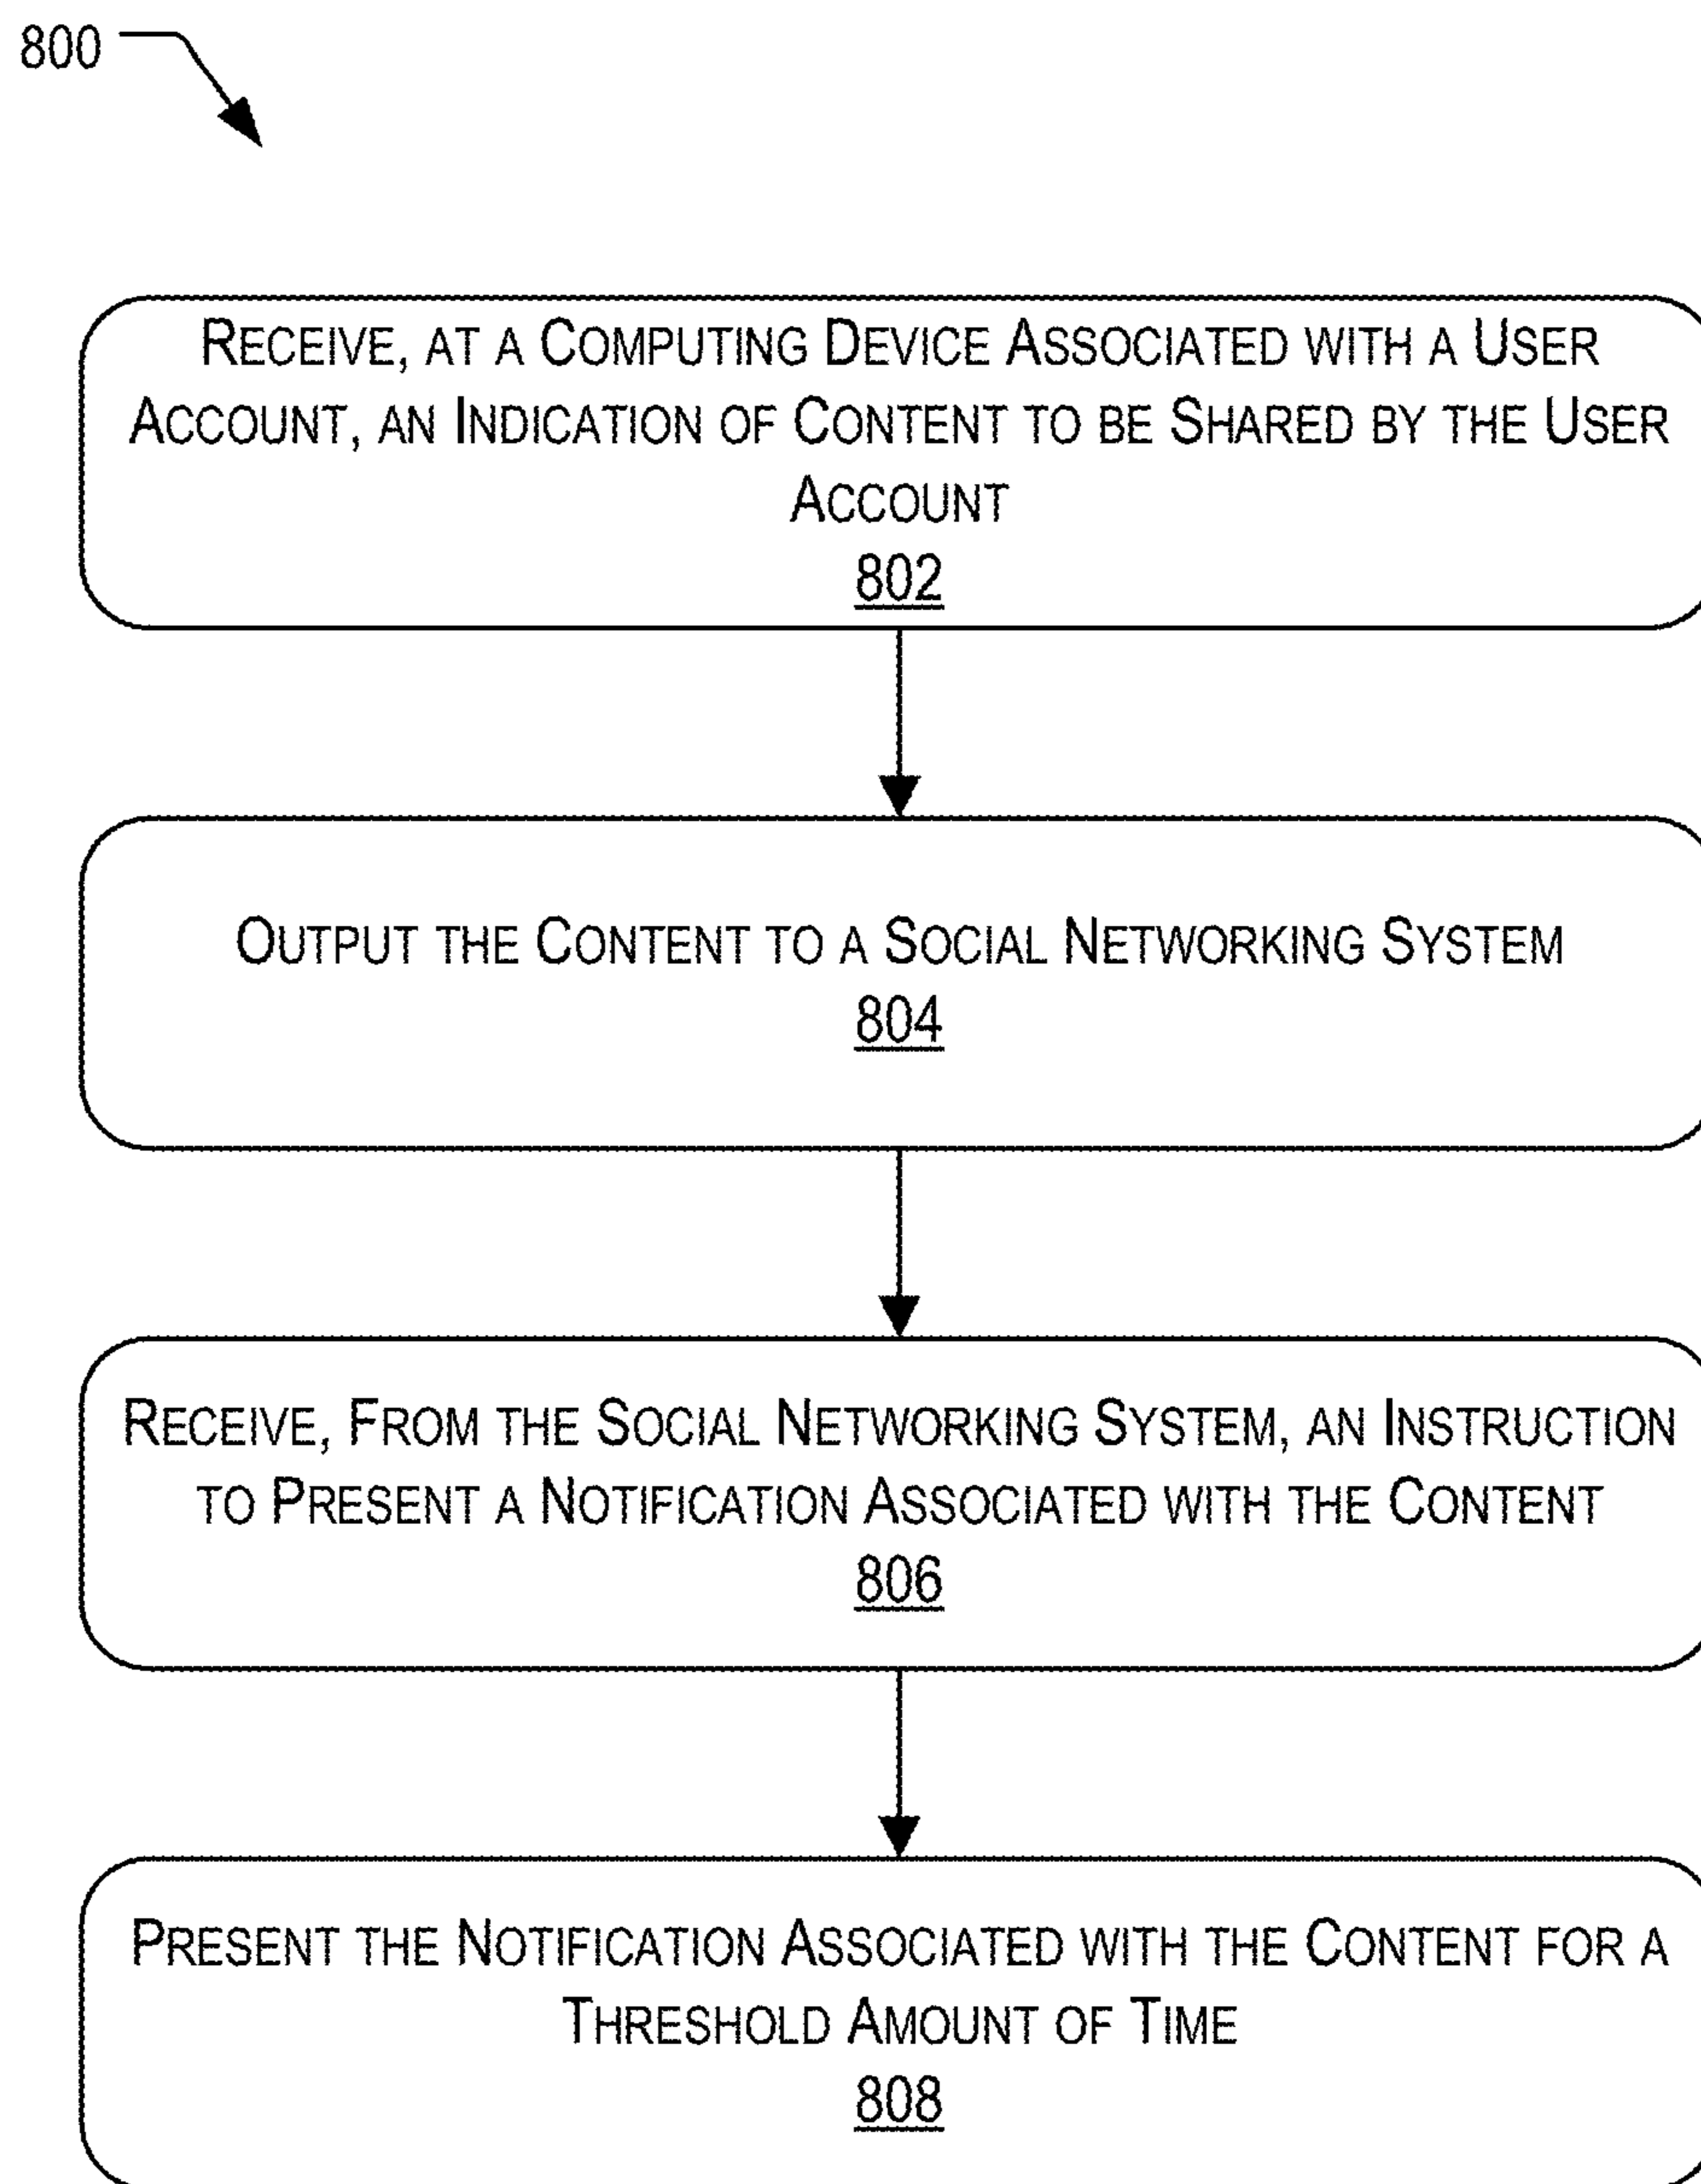 800
RECEIVE, AT A COMPUTING DEVICE ASSOCIATED WITH A USER
ACCOUNT, AN INDICATION OF CONTENT TO BE SHARED BY THE USER
ACCOUNT
802
OUTPUT THE CONTENT TO A SOCIAL NETWORKING SYSTEM
804
RECEIVE, FROM THE SOCIAL NETWORKING SYSTEM, AN INSTRUCTION
TO PRESENT A NOTIFICATION ASSOCIATED WITH THE CONTENT
806
PRESENT THE NOTIFICATION ASSOCIATED WITH THE CONTENT FOR A
THRESHOLD AMOUNT OF TIME
808